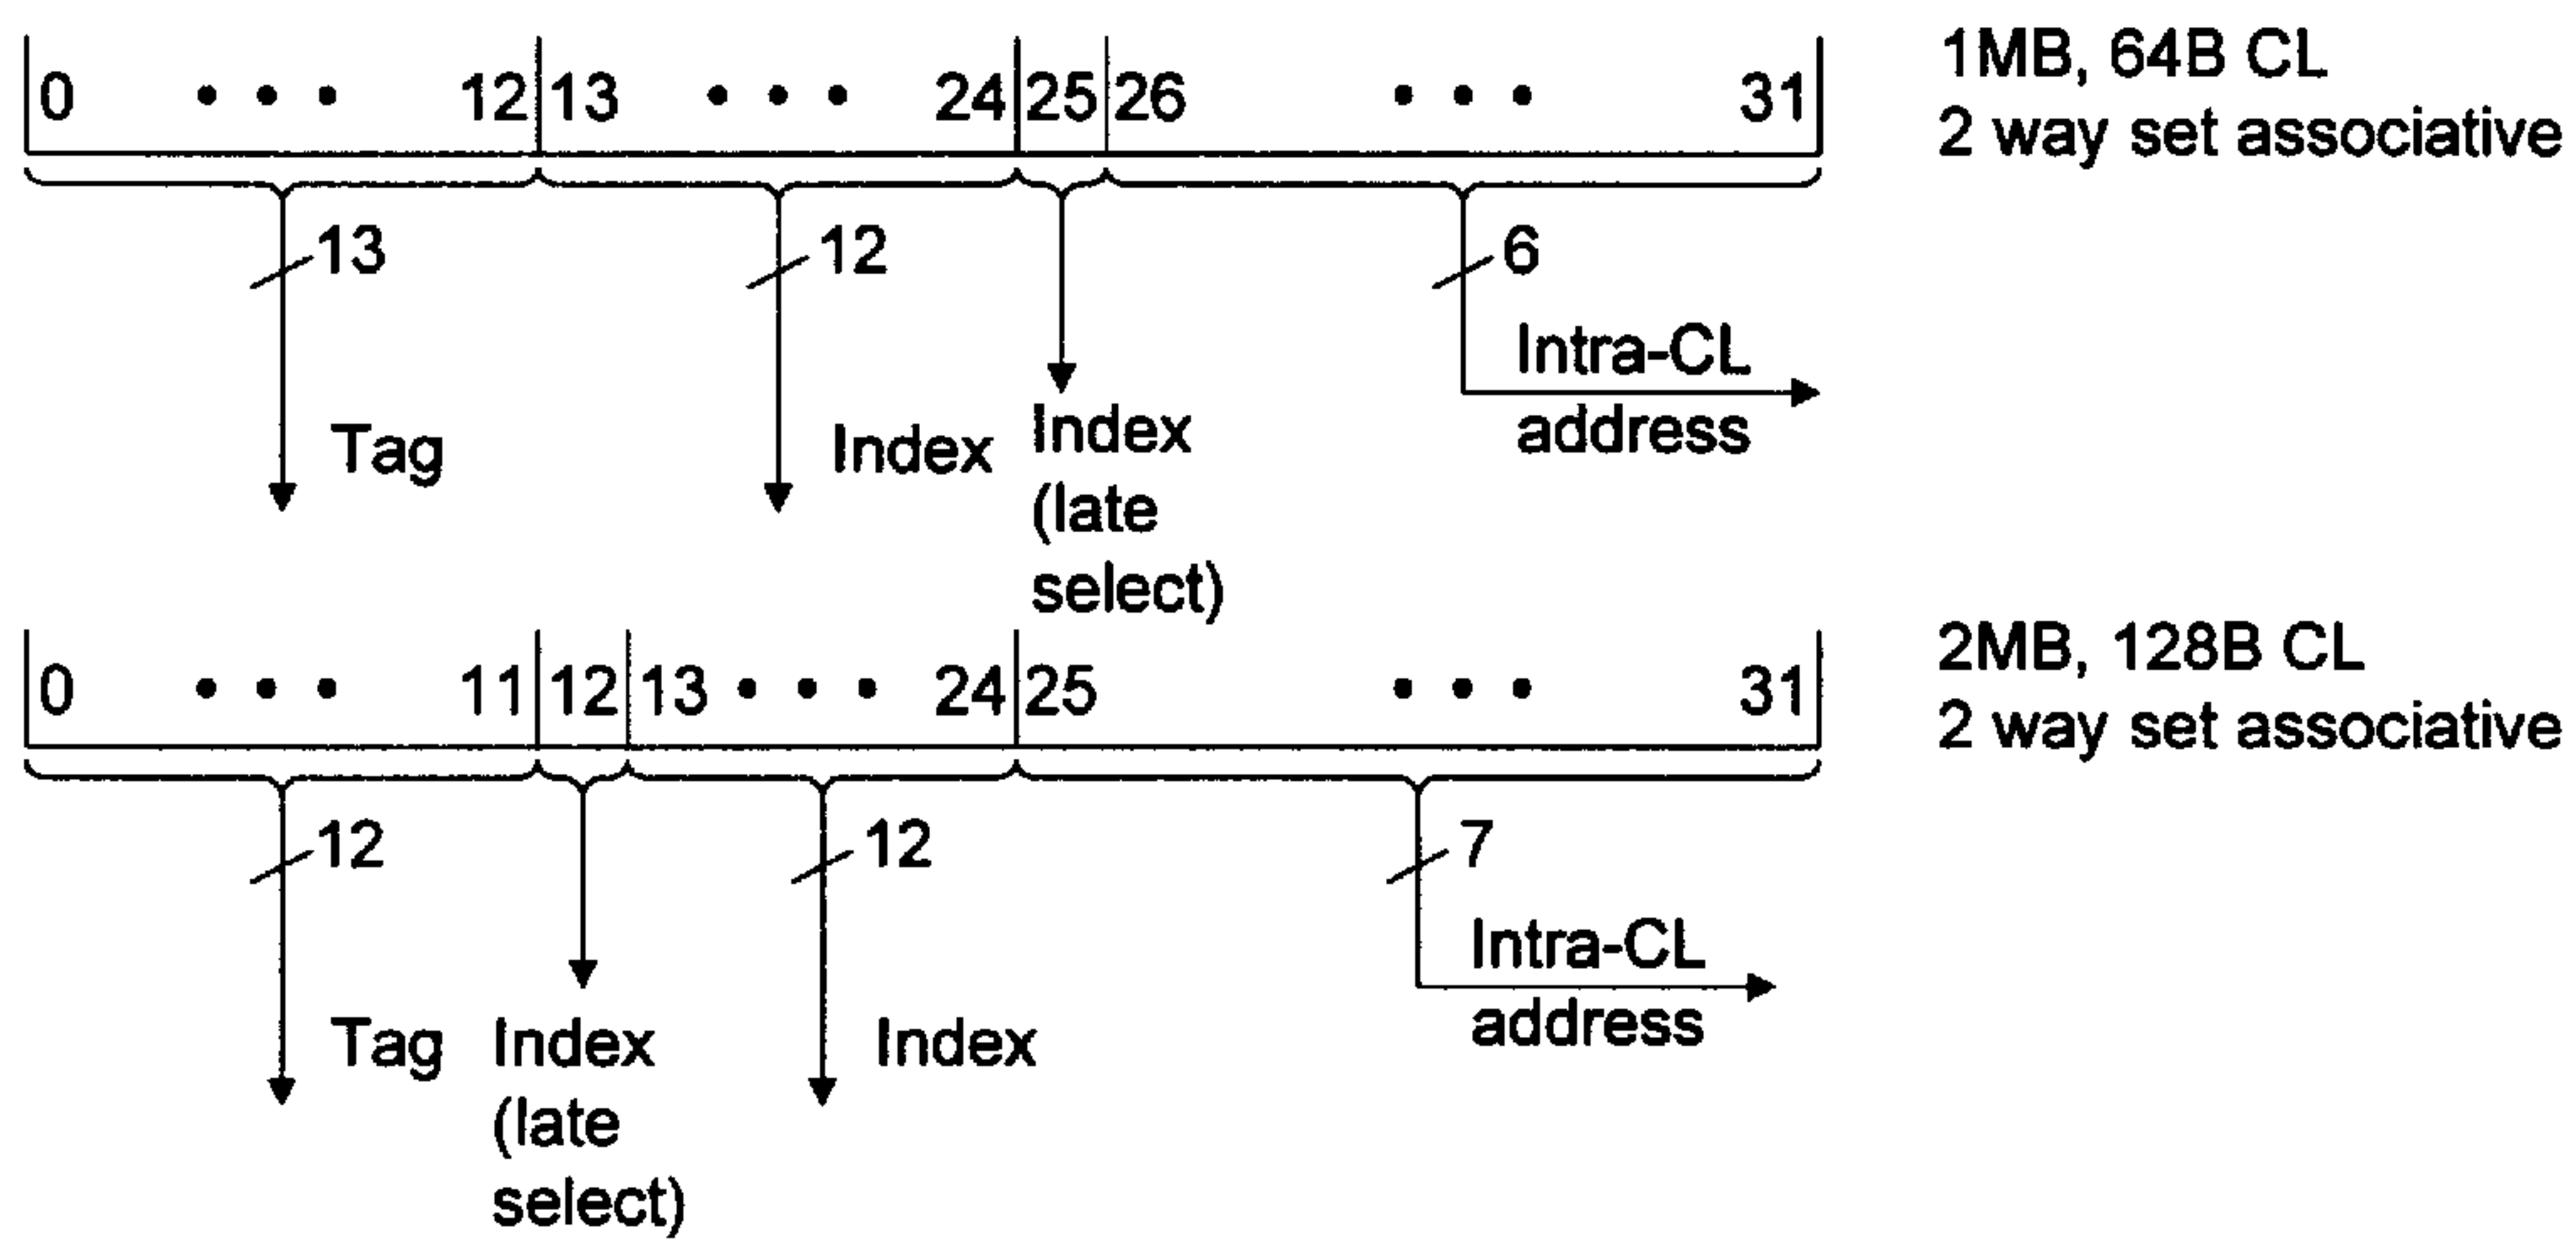 0 • • • 12 13 • • • 24 25 26 • • • 31
1MB, 64B CL
2 way set associative
13
12
6
Tag
Index
Index
(late
select)
Intra-CL
address
0 • • • 11 12 13 • • • 24 25 • • • 31
2MB, 128B CL
2 way set associative
12
12
7
Tag
Index
(late
select)
Index
Intra-CL
address